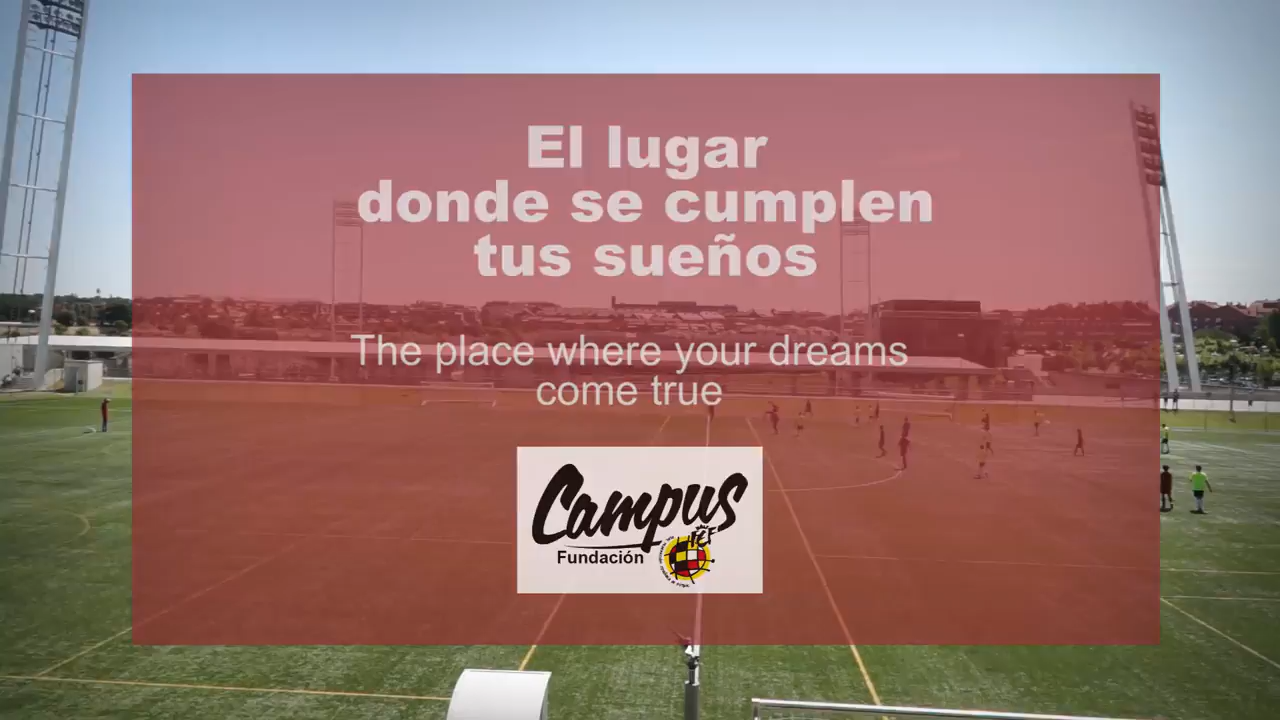 El lugar
donde se cumplen
tus sueños
The place where your dreams
come true
Campus
Fundación